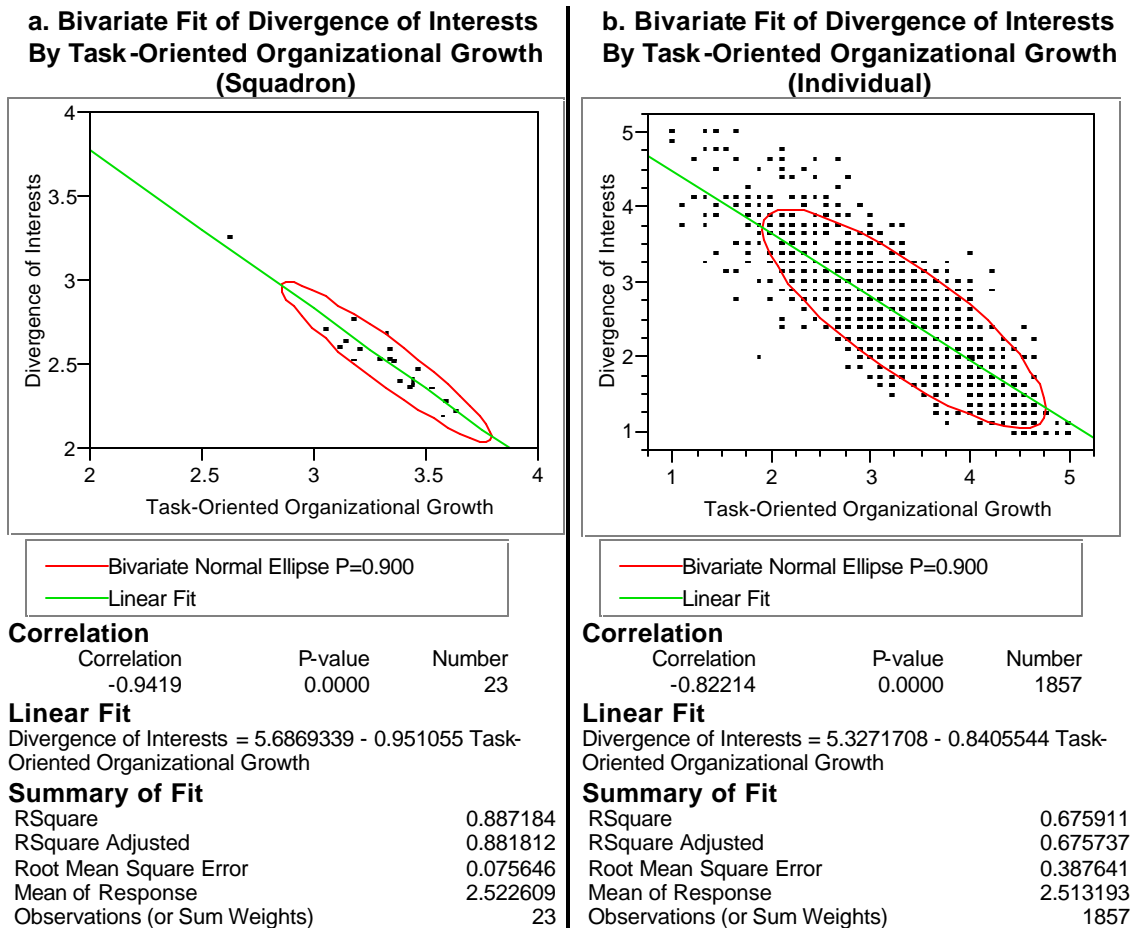 a. Bivariate Fit of Divergence of Interests
By Task-Oriented Organizational Growth
(Squadron)
4
3.5
3
2.5
2
Divergence of Interests
2
2.5
3
3.5
4
Task-Oriented Organizational Growth
Bivariate Normal Ellipse P=0.900
Linear Fit
Correlation
Correlation P-value Number
-0.9419 0.0000 23
Linear Fit
Divergence of Interests = 5.6869339 - 0.951055 Task-
Oriented Organizational Growth
Summary of Fit
RSquare 0.887184
RSquare Adjusted 0.881812
Root Mean Square Error 0.075646
Mean of Response 2.522609
Observations (or Sum Weights) 23
b. Bivariate Fit of Divergence of Interests
By Task-Oriented Organizational Growth
(Individual)
5
4
3
2
1
Divergence of Interests
1
2
3
4
5
Task-Oriented Organizational Growth
Bivariate Normal Ellipse P=0.900
Linear Fit
Correlation
Correlation P-value Number
-0.82214 0.0000 1857
Linear Fit
Divergence of Interests = 5.3271708 - 0.8405544 Task-
Oriented Organizational Growth
Summary of Fit
RSquare 0.675911
RSquare Adjusted 0.675737
Root Mean Square Error 0.387641
Mean of Response 2.513193
Observations (or Sum Weights) 1857